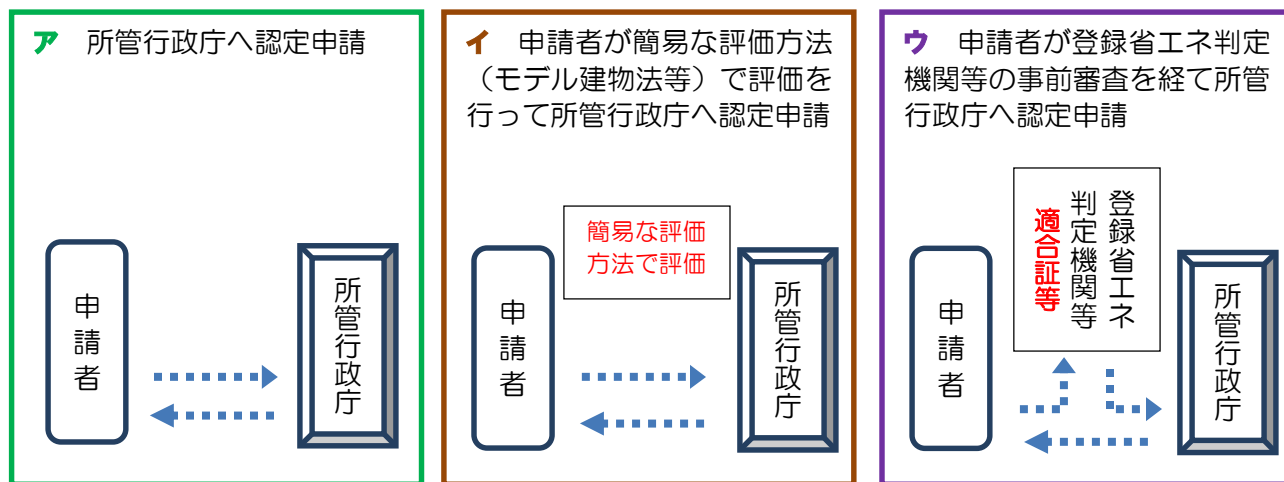 ア 所管行政庁へ認定申請
申請者
所管行政庁
イ 申請者が簡易な評価方法
（モデル建物法等）で評価を
行って所管行政庁へ認定申請
簡易な評価
方法で評価
申請者
所管行政庁
ウ 申請者が登録省エネ判定
機関等の事前審査を経て所管
行政庁へ認定申請
登録省エネ
判定機関等
適合証等
申請者
所管行政庁